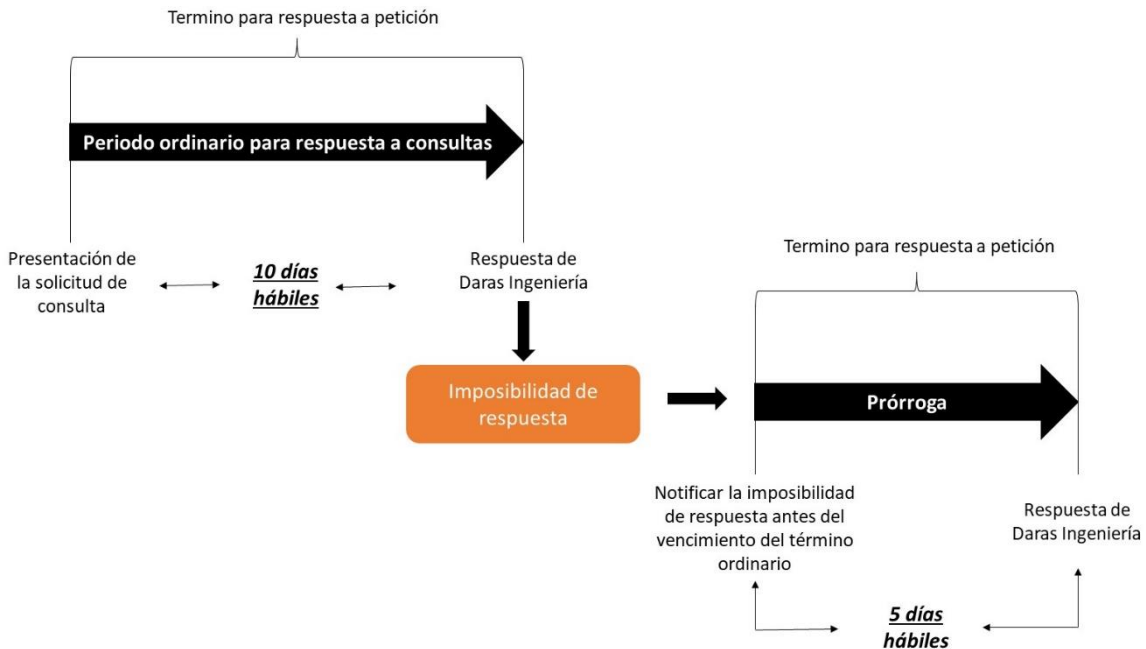 Termino para respuesta a petición
Periodo ordinario para respuesta a consultas
Presentación de
la solicitud de
consulta
10 días
hábiles
Respuesta de
Daras Ingeniería
Imposibilidad de
respuesta
Termino para respuesta a petición
Prórroga
Notificar la imposibilidad
de respuesta antes del
vencimiento del término
ordinario
Respuesta de
Daras Ingeniería
5 días
hábiles